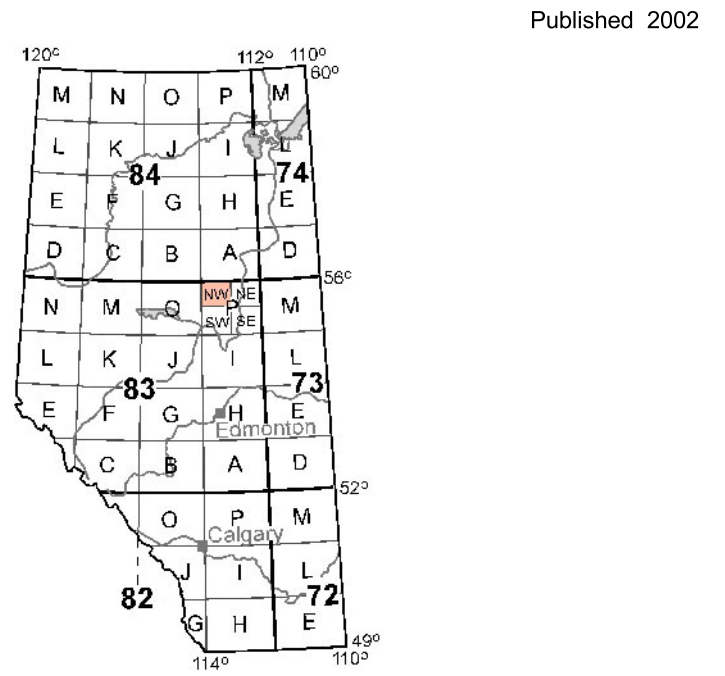 Published 2002
120° 112° 110°
60°
M N O P M
L K J I L
84 74
E F G H E
D C B A D
56°
NW NE
N M O P M
SW SE
L K J I L
83 73
E F G H E
Edmonton
C B A D
52°
O P M
Calgary
J I L
82 72
G H E
49°
114° 110°